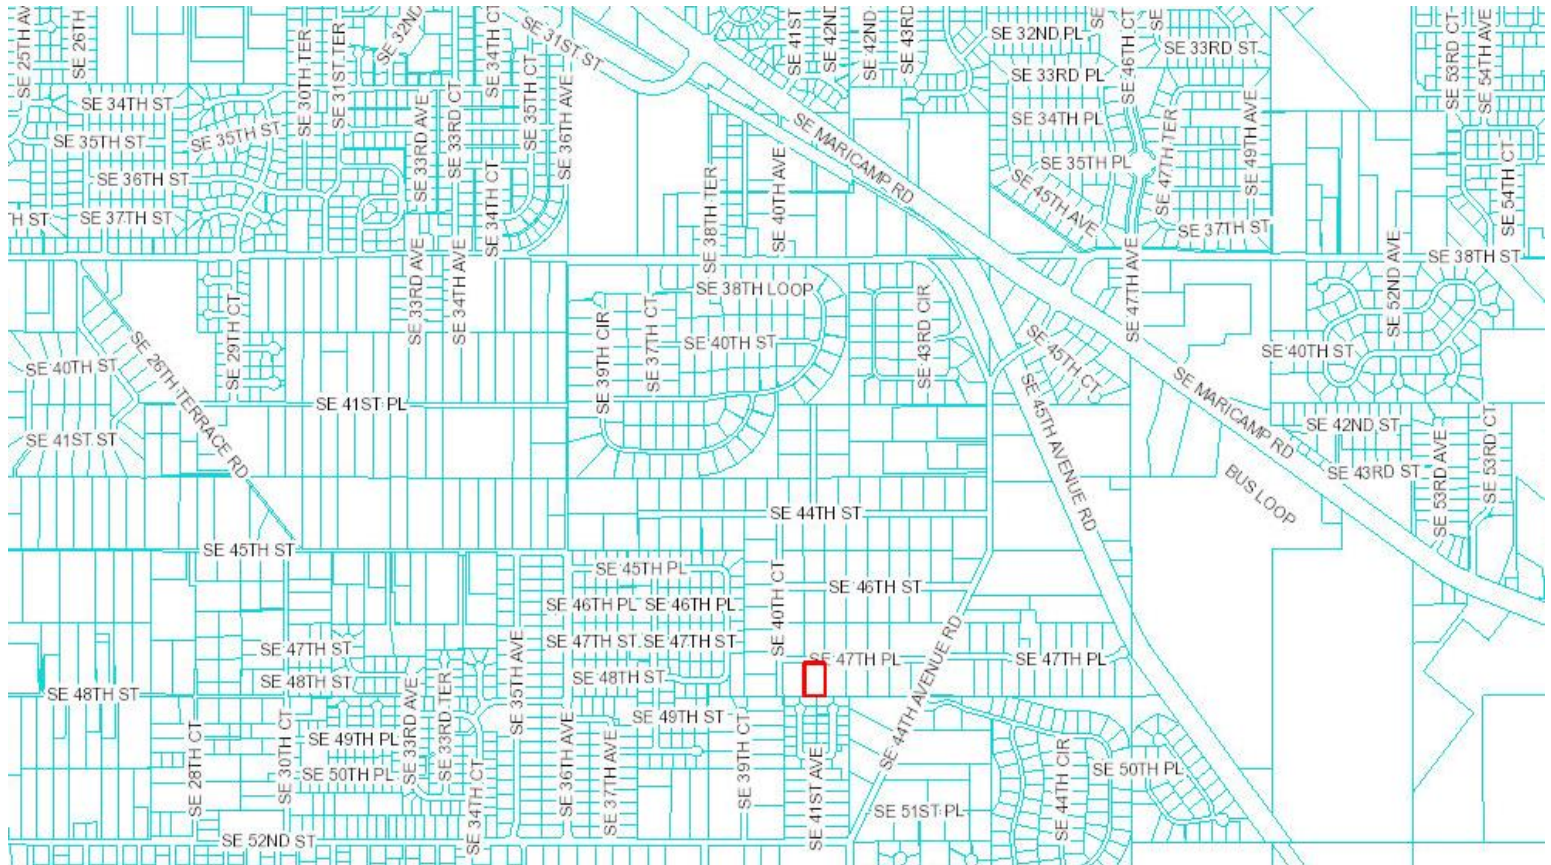 SE 25TH AV
SE 26TH
SE 30TH TER
SE 31ST TER
SE 32ND
SE 34TH CT
SE 35TH CT
SE 31ST ST
SE 36TH AVE
SE 41ST
SE 42ND
SE 42ND
SE 43RD
SE 32ND PL
SE
SE 46TH CT
SE
SE 33RD ST
SE 53RD CT
SE 54TH AVE
SE 34TH ST
SE 35TH ST
SE 35TH ST
SE 33RD AVE
SE 33RD CT
SE 33RD PL
SE 34TH PL
SE MARICAMP RD
SE 36TH ST
SE 34TH CT
SE 38TH TER
SE 40TH AVE
SE 35TH PL
SE 45TH AVE
SE 47TH TER
SE 49TH AVE
SE 54TH CT
TH ST
SE 37TH ST
SE 37TH ST
SE 38TH ST
SE 29TH CT
SE 33RD AVE
SE 34TH AVE
SE 38TH LOOP
SE 39TH CIR
SE 37TH CT
SE 40TH ST
SE 43RD CIR
SE 47TH AVE
SE 52ND AVE
SE 40TH ST
SE 45TH CT
SE 40TH ST
SE 26TH TERRACE RD
SE 41ST PL
SE 41ST ST
SE 45TH AVENUE RD
SE MARICAMP RD
SE 42ND ST
SE 43RD ST
SE 53RD AVE
SE 53RD CT
BUS LOOP
SE 44TH ST
SE 45TH ST
SE 45TH PL
SE 46TH ST
SE 40TH CT
SE 46TH PL
SE 46TH PL
SE 47TH ST
SE 47TH ST
SE 47TH ST
SE 47TH PL
SE 47TH PL
SE 44TH AVENUE RD
SE 48TH ST
SE 48TH ST
SE 48TH ST
SE 35TH AVE
SE 33RD AVE
SE 33RD TER
SE 49TH ST
SE 49TH PL
SE 50TH PL
SE 28TH CT
SE 30TH CT
SE 34TH CT
SE 36TH AVE
SE 37TH AVE
SE 39TH CT
SE 41ST AVE
SE 44TH CIR
SE 50TH PL
SE 51ST PL
SE 52ND ST